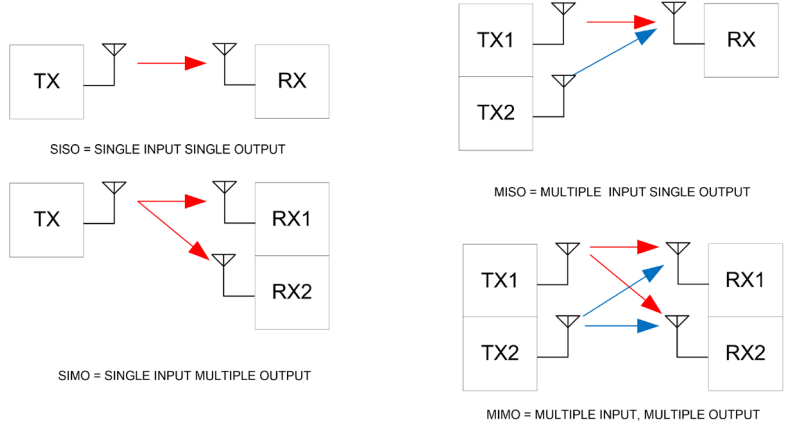 TX
RX
SISO = SINGLE INPUT SINGLE OUTPUT
TX1
TX2
RX
MISO = MULTIPLE INPUT SINGLE OUTPUT
TX
RX1
RX2
SIMO = SINGLE INPUT MULTIPLE OUTPUT
TX1
TX2
RX1
RX2
MIMO = MULTIPLE INPUT, MULTIPLE OUTPUT